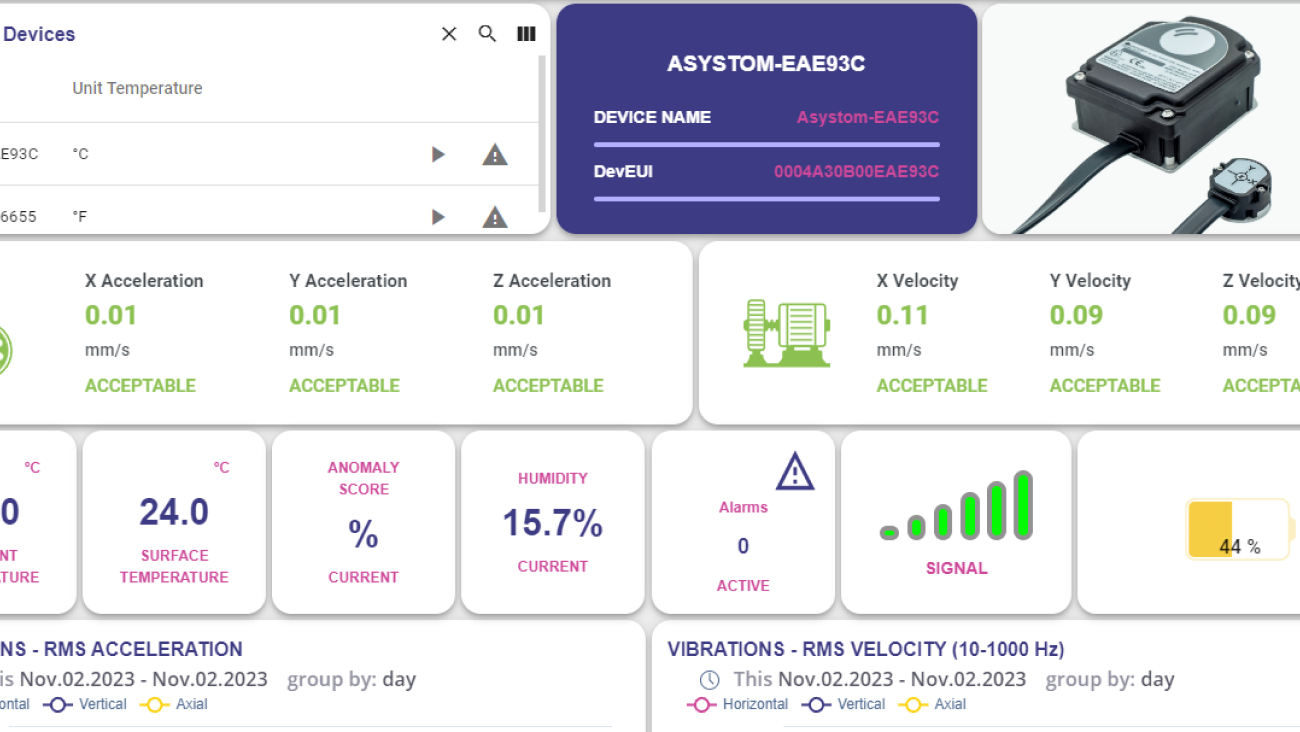 Devices
Unit Temperature
E93C °C
6655 °F
ASYSTOM-EAE93C
DEVICE NAME Asystom-EAE93C
DevEUI 0004A30B00EAE93C
X Acceleration Y Acceleration Z Acceleration
0.01 0.01 0.01
mm/s mm/s mm/s
ACCEPTABLE ACCEPTABLE ACCEPTABLE
X Velocity Y Velocity Z Velocity
0.11 0.09 0.09
mm/s mm/s mm/s
ACCEPTABLE ACCEPTABLE ACCEPTA
°C
0
NT
TURE
°C
24.0
SURFACE
TEMPERATURE
ANOMALY
SCORE
%
CURRENT
HUMIDITY
15.7%
CURRENT
Alarms
0
ACTIVE
SIGNAL
44 %
NS - RMS ACCELERATION
is Nov.02.2023 - Nov.02.2023 group by: day
ontal Vertical Axial
VIBRATIONS - RMS VELOCITY (10-1000 Hz)
This Nov.02.2023 - Nov.02.2023 group by: day
Horizontal Vertical Axial